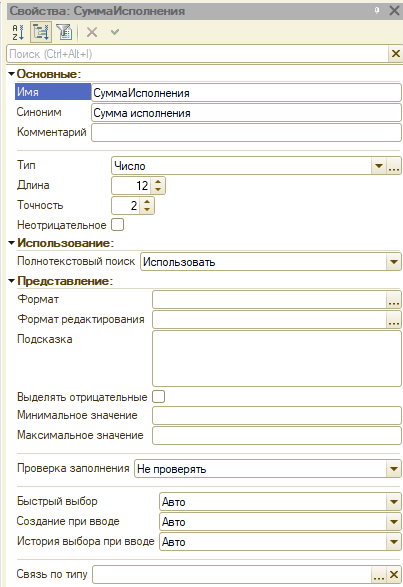 Свойства: СуммаИсполнения
Поиск (Ctrl+Alt+I)
Основные:
Имя СуммаИсполнения
Синоним Сумма исполнения
Комментарий
Тип Число
Длина 12
Точность 2
Неотрицательное
Использование:
Полнотекстовый поиск Использовать
Представление:
Формат
Формат редактирования
Подсказка
Выделять отрицательные
Минимальное значение
Максимальное значение
Проверка заполнения Не проверять
Быстрый выбор Авто
Создание при вводе Авто
История выбора при вводе Авто
Связь по типу